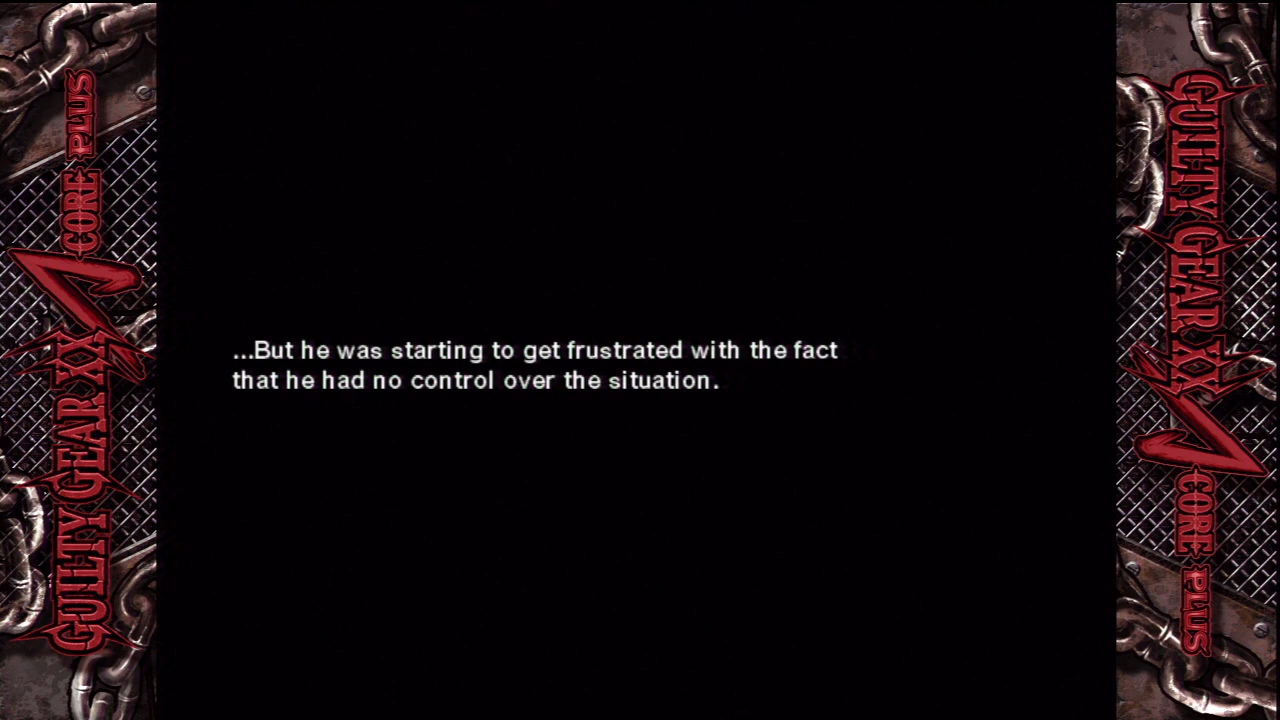 GUILTY GEAR XX Λ CORE PLUS
...But he was starting to get frustrated with the fact
that he had no control over the situation.
GUILTY GEAR XX Λ CORE PLUS